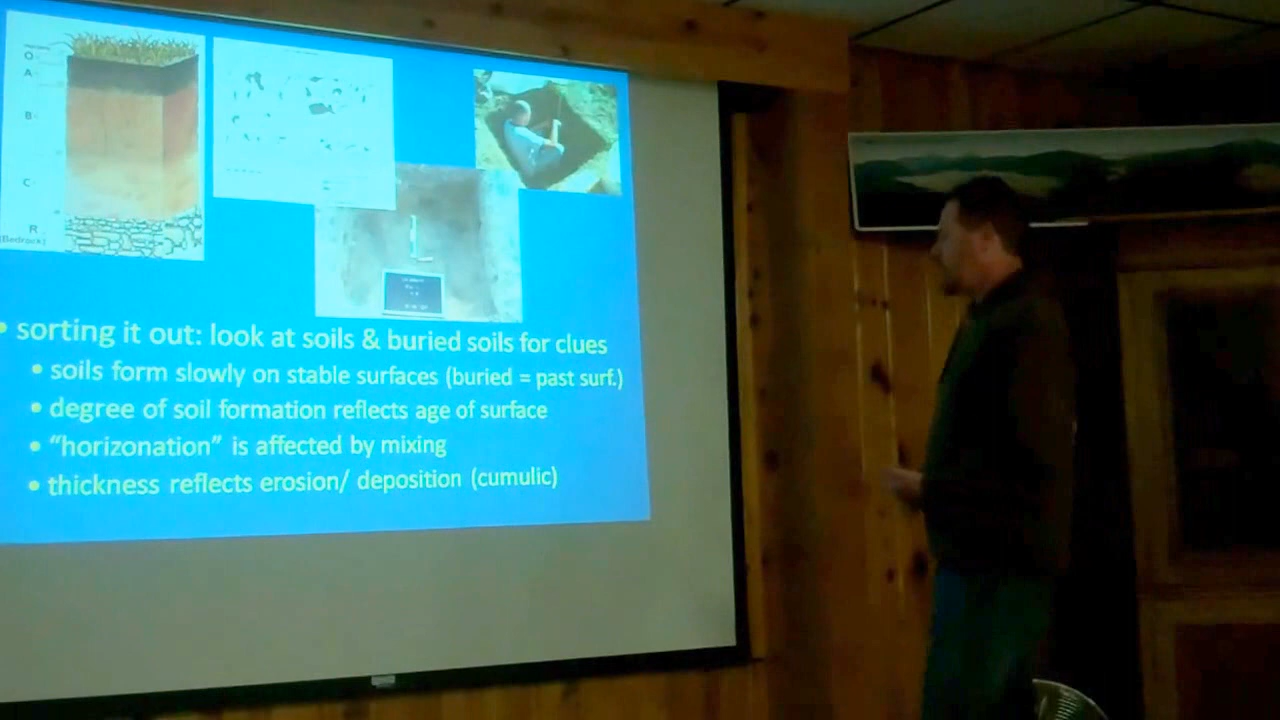 O
A
B
C
R
(Bedrock)
• sorting it out: look at soils & buried soils for clues
• soils form slowly on stable surfaces (buried = past surf.)
• degree of soil formation reflects age of surface
• “horizonation” is affected by mixing
• thickness reflects erosion/ deposition (cumulic)